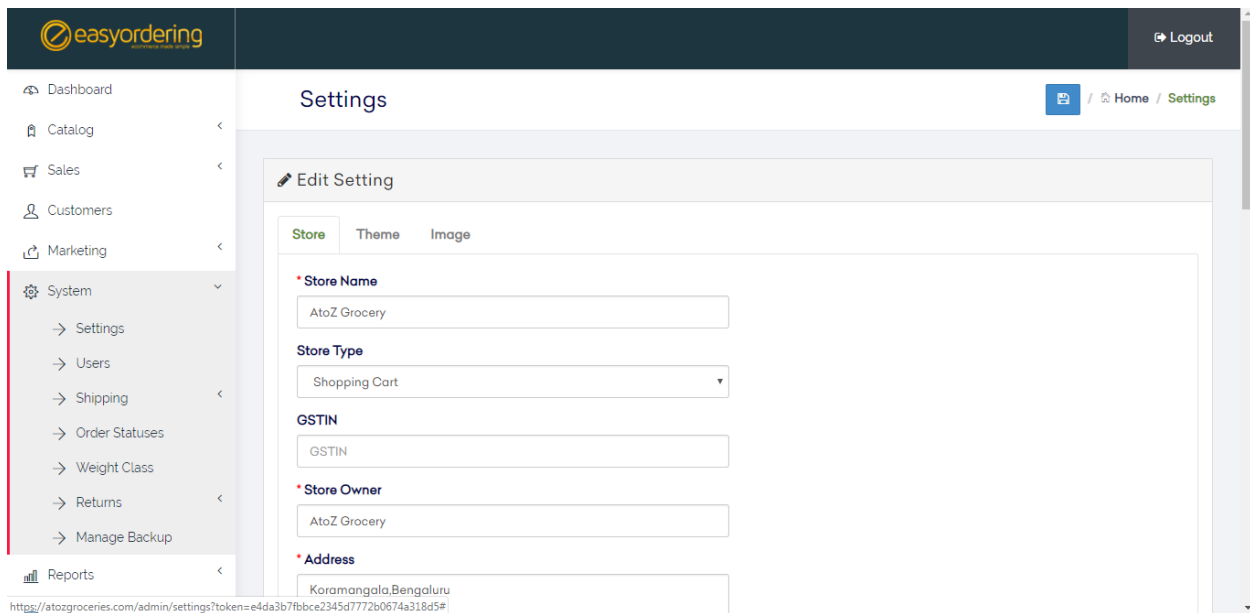 easyordering
ecommerce made simple
Logout
Dashboard
Settings
/ Home / Settings
Catalog
Sales
Edit Setting
Customers
Store Theme Image
Marketing
* Store Name
System
AtoZ Grocery
Settings
Store Type
Users
Shopping Cart
Shipping
GSTIN
Order Statuses
GSTIN
Weight Class
* Store Owner
Returns
AtoZ Grocery
Manage Backup
* Address
Reports
Koramangala,Bengaluru
https://atozgroceries.com/admin/settings?token=e4da3b7fbbce2345d7772b0674a318d5#